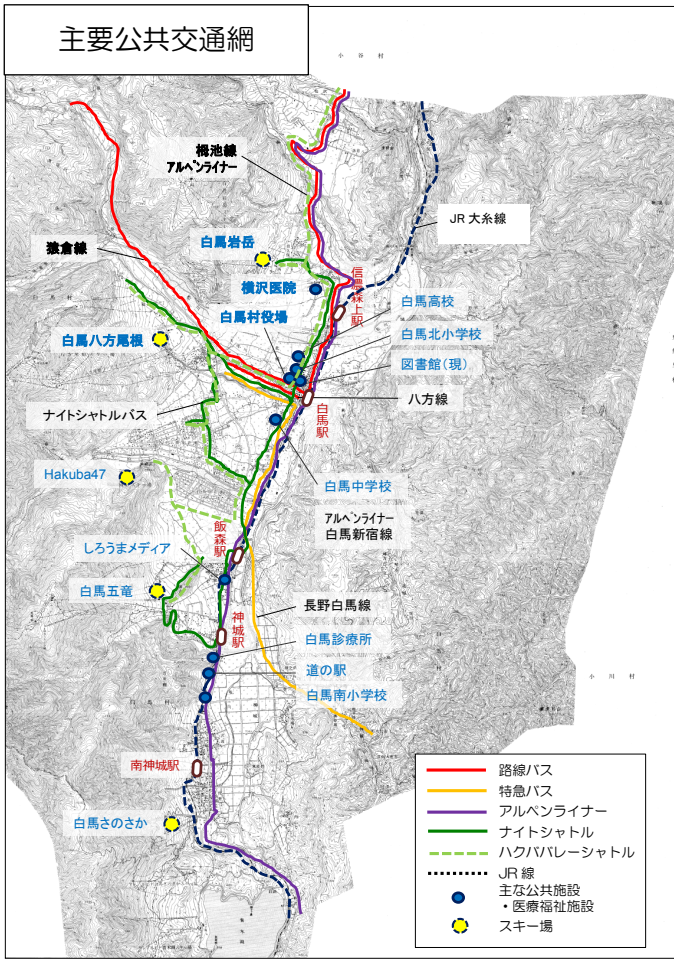 主要公共交通網
小谷村
栂池線
アルペンライナー
JR 大糸線
猿倉線
白馬岩岳
横沢医院
信濃森上駅
白馬高校
白馬村役場
白馬北小学校
白馬八方尾根
図書館(現)
八方線
白馬駅
ナイトシャトルバス
Hakuba47
白馬中学校
アルペンライナー
白馬新宿線
飯森駅
しろうまメディア
白馬五竜
長野白馬線
神城駅
白馬診療所
道の駅
小川村
白馬南小学校
南神城駅
白馬さのさか
路線バス
特急バス
アルペンライナー
ナイトシャトル
ハクババレーシャトル
JR 線
主な公共施設
・医療福祉施設
スキー場